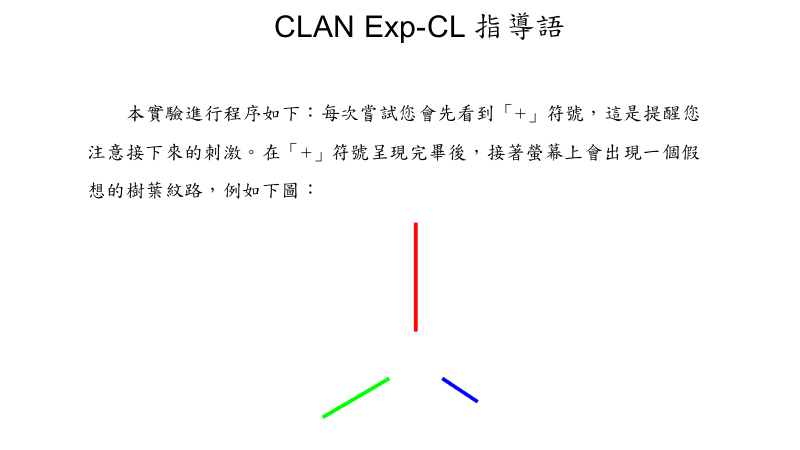 CLAN Exp-CL 指導語
本實驗進行程序如下：每次嘗試您會先看到「+」符號，這是提醒您
注意接下來的刺激。在「+」符號呈現完畢後，接著螢幕上會出現一個假
想的樹葉紋路，例如下圖：